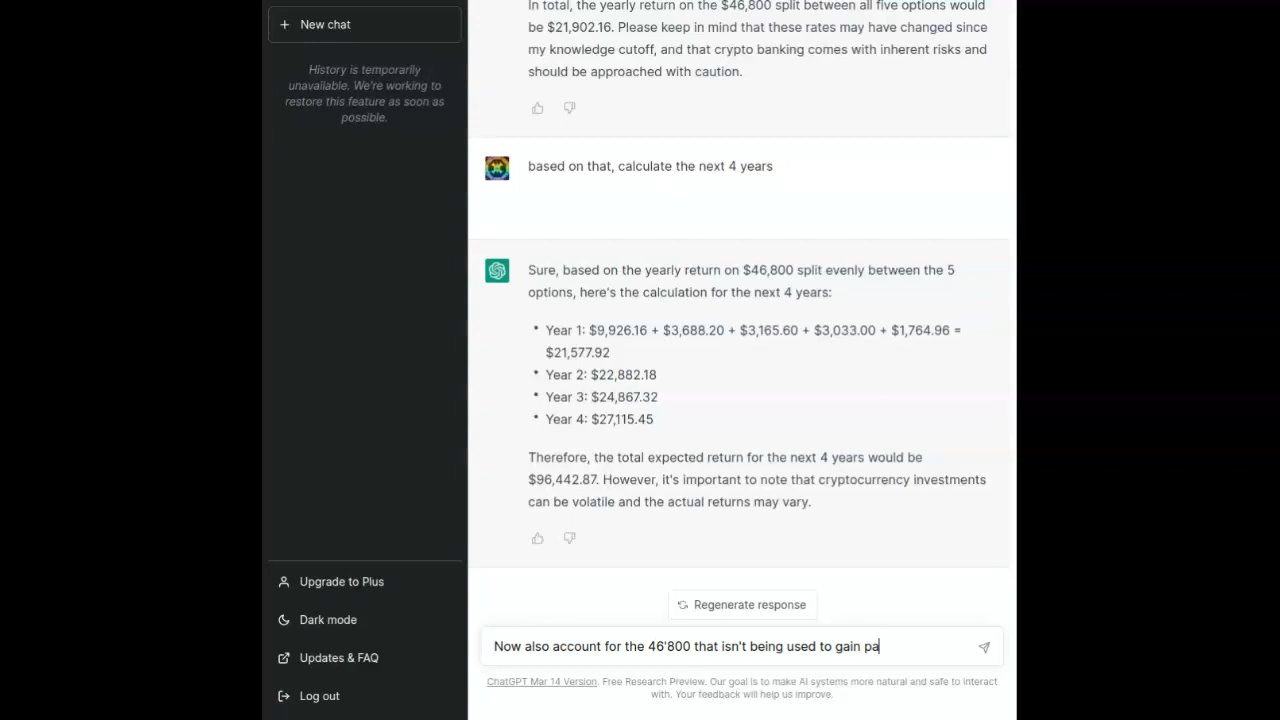 New chat
History is temporarily
unavailable. We're working to
restore this feature as soon as
possible.
Upgrade to Plus
Dark mode
Updates & FAQ
Log out
In total, the yearly return on the $46,800 split between all five options would
be $21,902.16. Please keep in mind that these rates may have changed since
my knowledge cutoff, and that crypto banking comes with inherent risks and
should be approached with caution.
based on that, calculate the next 4 years
Sure, based on the yearly return on $46,800 split evenly between the 5
options, here's the calculation for the next 4 years:
• Year 1: $9,926.16 + $3,688.20 + $3,165.60 + $3,033.00 + $1,764.96 =
$21,577.92
• Year 2: $22,882.18
• Year 3: $24,867.32
• Year 4: $27,115.45
Therefore, the total expected return for the next 4 years would be
$96,442.87. However, it's important to note that cryptocurrency investments
can be volatile and the actual returns may vary.
Regenerate response
Now also account for the 46'800 that isn't being used to gain pa
ChatGPT Mar 14 Version. Free Research Preview. Our goal is to make AI systems more natural and safe to interact
with. Your feedback will help us improve.